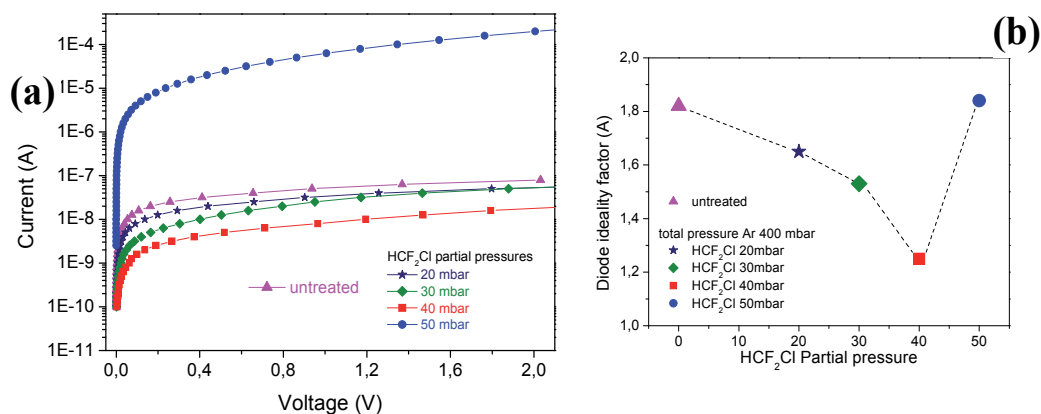 (a)
Current (A)
1E-4
1E-5
1E-6
1E-7
1E-8
1E-9
1E-10
1E-11
0,0 0,4 0,8 1,2 1,6 2,0
Voltage (V)
untreated
HCF₂Cl partial pressures
20 mbar
30 mbar
40 mbar
50 mbar
(b)
Diode ideality factor (A)
2,0
1,8
1,6
1,4
1,2
1,0
0 10 20 30 40 50
HCF₂Cl Partial pressure
untreated
total pressure Ar 400 mbar
HCF₂Cl 20mbar
HCF₂Cl 30mbar
HCF₂Cl 40mbar
HCF₂Cl 50mbar